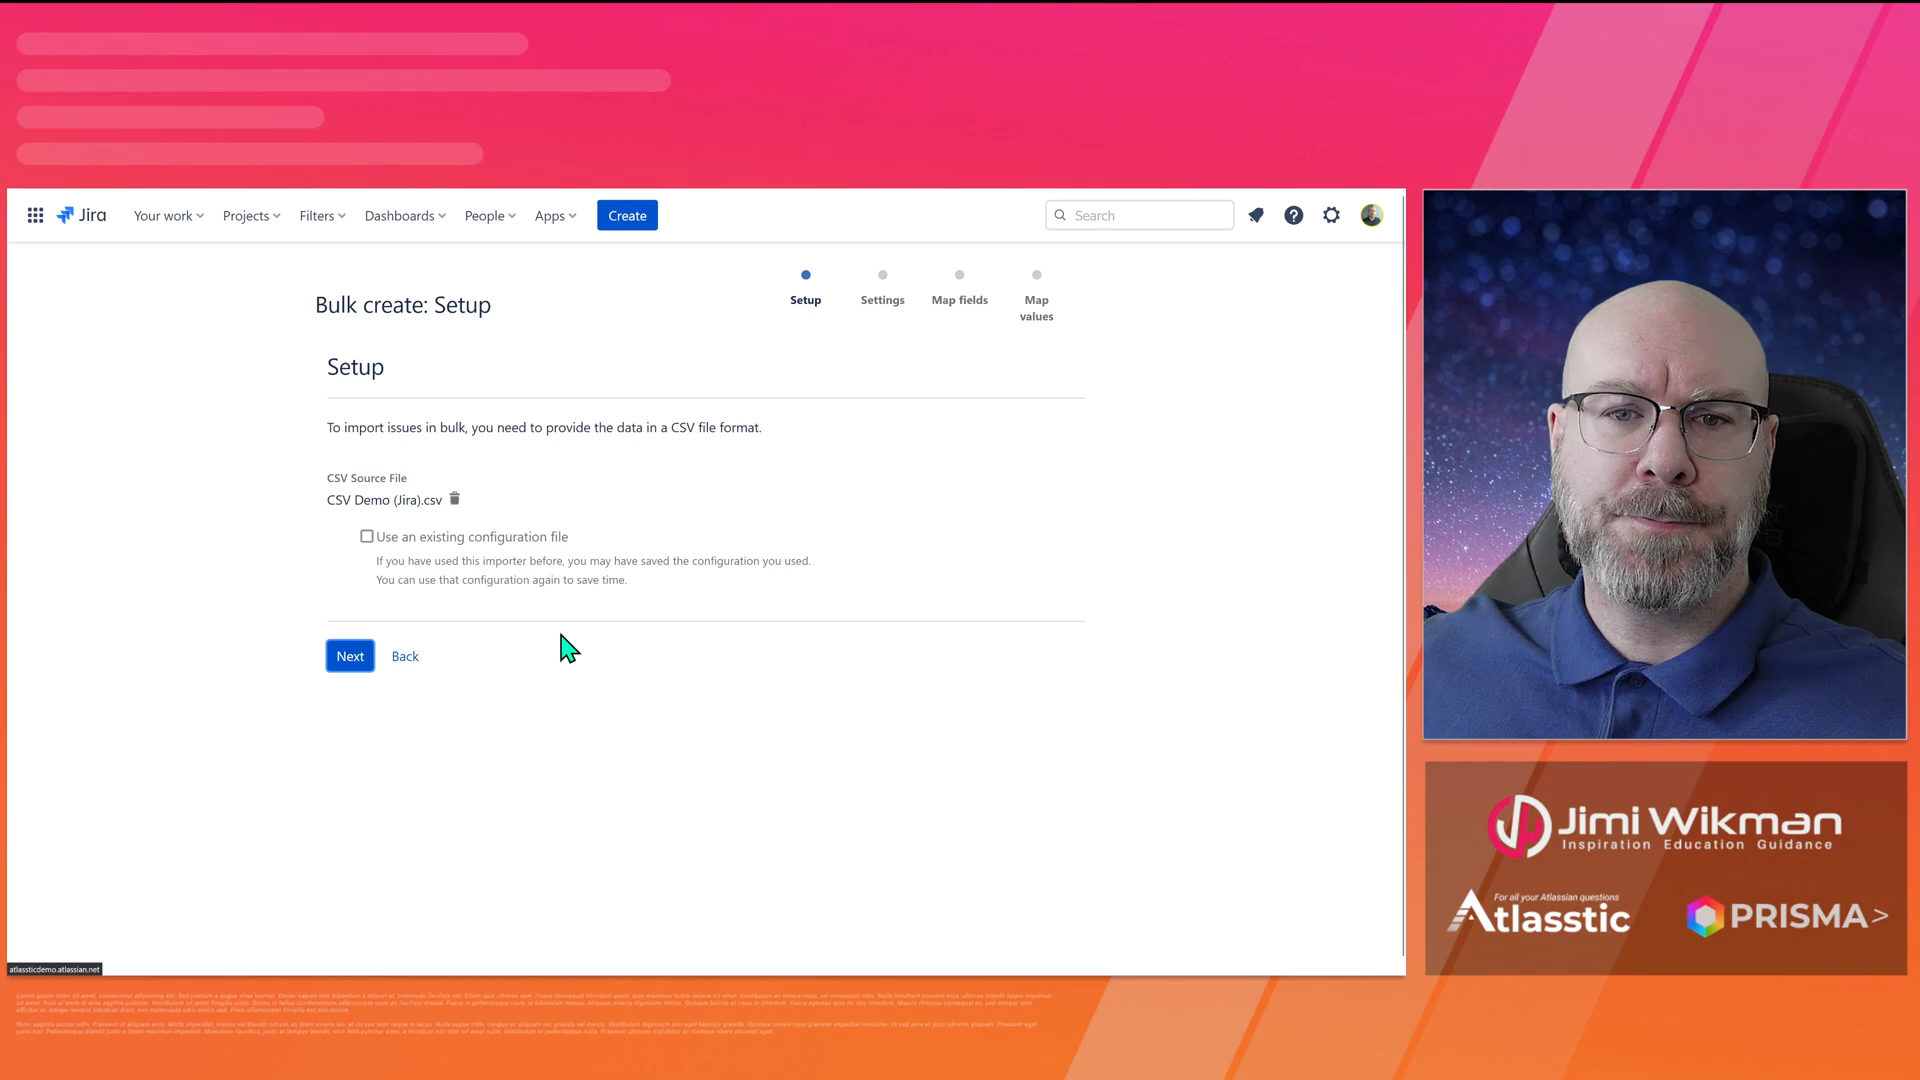 Jira
Your work
Projects
Filters
Dashboards
People
Apps
Create
Search
Bulk create: Setup
Setup
Settings
Map fields
Map
values
Setup
To import issues in bulk, you need to provide the data in a CSV file format.
CSV Source File
CSV Demo (Jira).csv
Use an existing configuration file
If you have used this importer before, you may have saved the configuration you used.
You can use that configuration again to save time.
Next
Back
atlassticdemo.atlassian.net
Jimi Wikman
Inspiration Education Guidance
For all your Atlassian questions
Atlasstic
PRISMA>